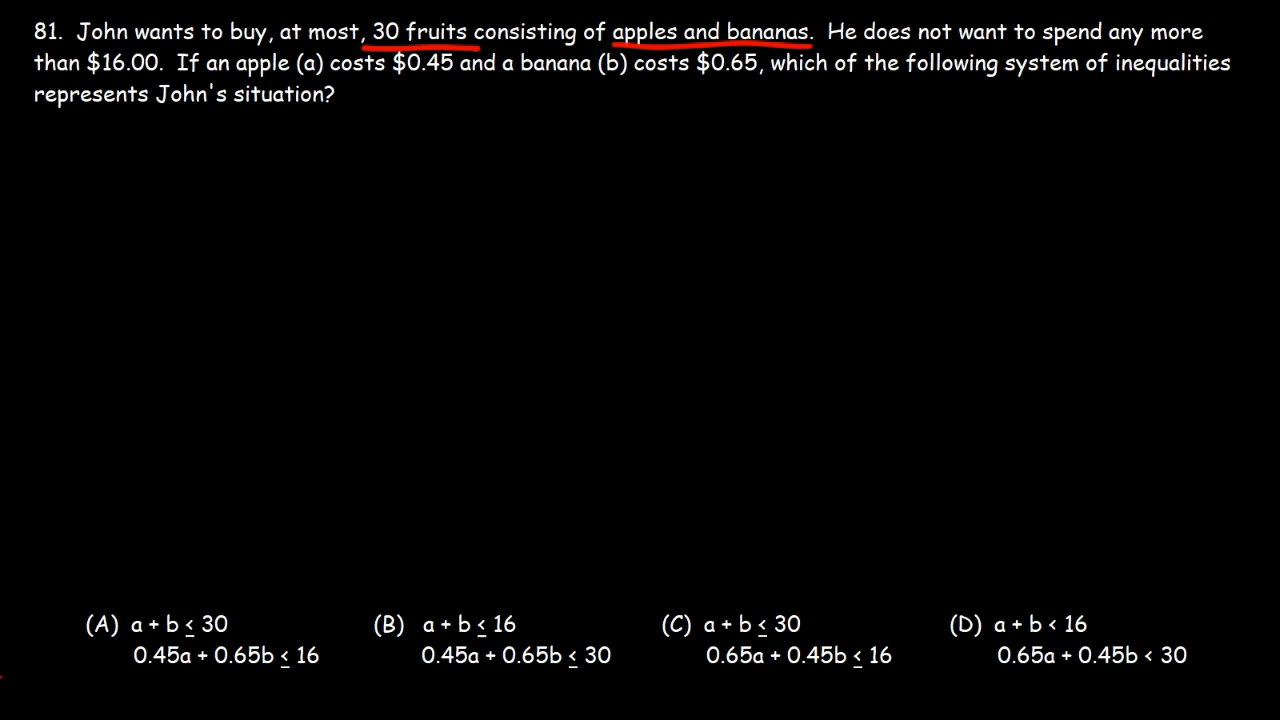 81. John wants to buy, at most, 30 fruits consisting of apples and bananas. He does not want to spend any more
than $16.00. If an apple (a) costs $0.45 and a banana (b) costs $0.65, which of the following system of inequalities
represents John's situation?
(A) a + b ≤ 30 (B) a + b ≤ 16 (C) a + b ≤ 30 (D) a + b < 16
0.45a + 0.65b ≤ 16 0.45a + 0.65b ≤ 30 0.65a + 0.45b ≤ 16 0.65a + 0.45b < 30